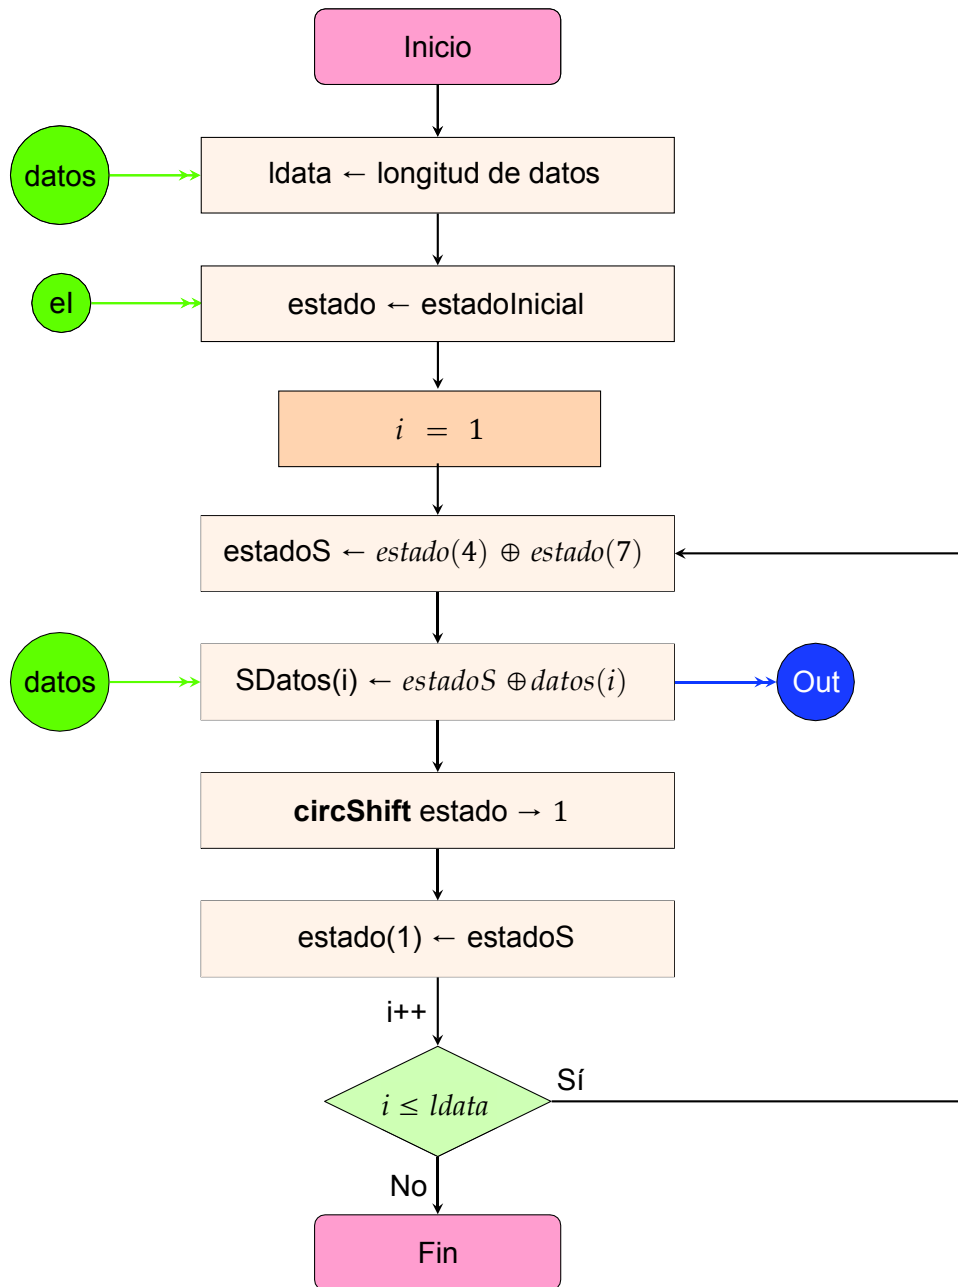 Inicio
datos
ldata ← longitud de datos
eI
estado ← estadoInicial
i = 1
estadoS ← estado(4) ⊕ estado(7)
datos
SDatos(i) ← estadoS ⊕ datos(i)
Out
circShift estado → 1
estado(1) ← estadoS
i++
i ≤ ldata
Sí
No
Fin